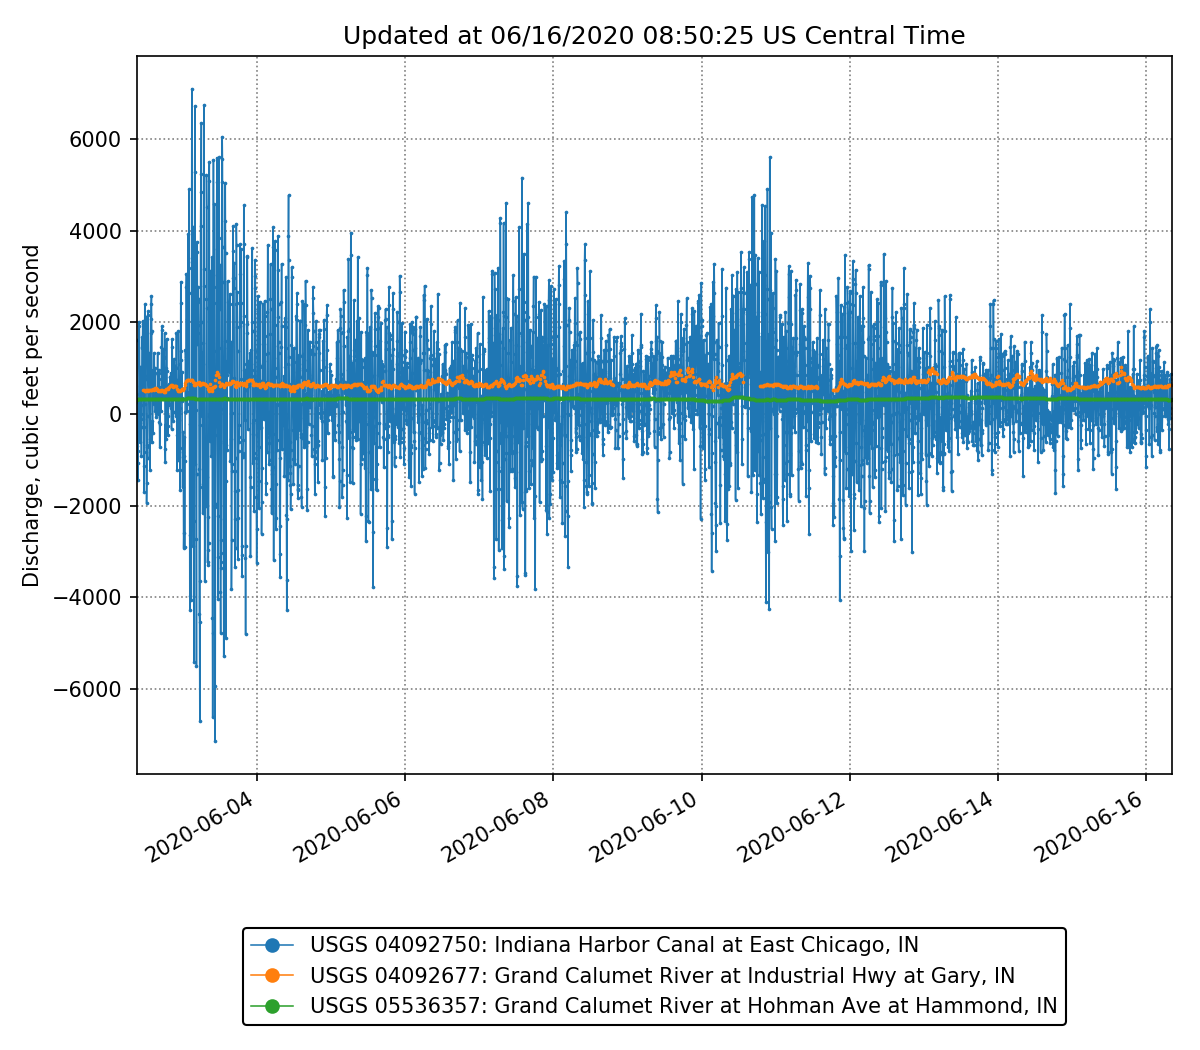 Updated at 06/16/2020 08:50:25 US Central Time
Discharge, cubic feet per second
6000
4000
2000
0
−2000
−4000
−6000
2020-06-04
2020-06-06
2020-06-08
2020-06-10
2020-06-12
2020-06-14
2020-06-16
USGS 04092750: Indiana Harbor Canal at East Chicago, IN
USGS 04092677: Grand Calumet River at Industrial Hwy at Gary, IN
USGS 05536357: Grand Calumet River at Hohman Ave at Hammond, IN